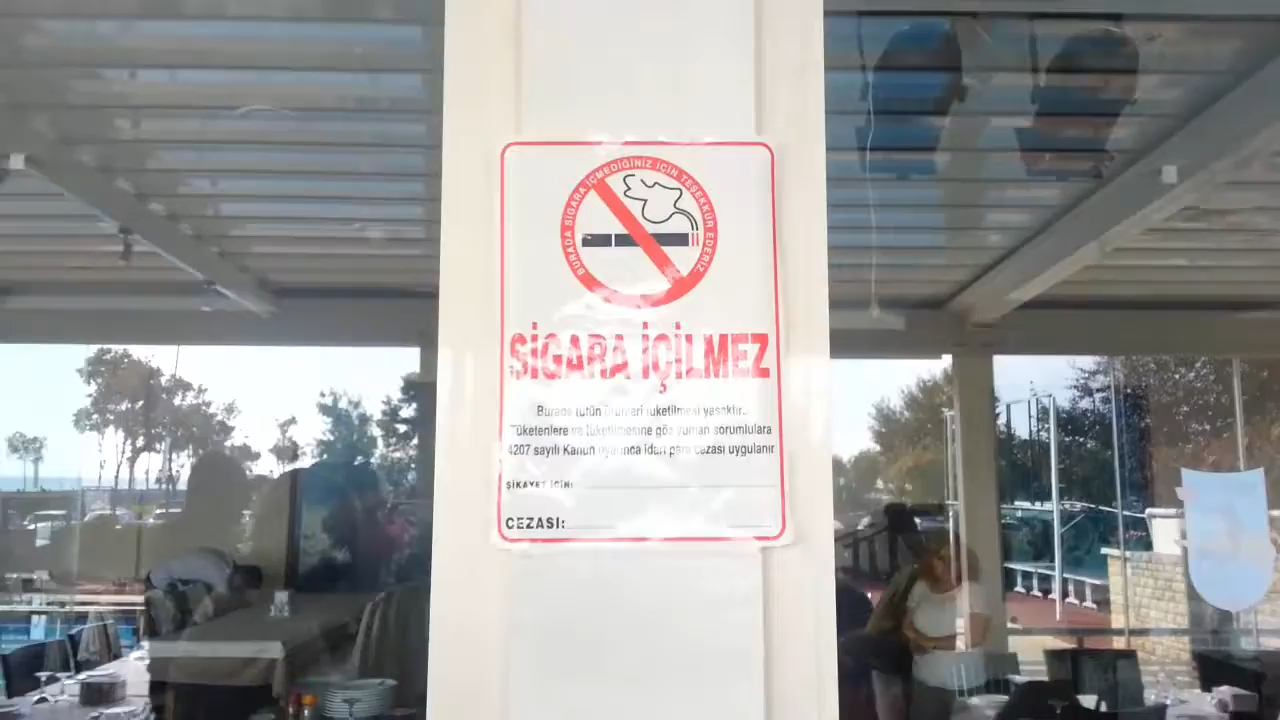 BURADA SİGARA İÇMEDİĞİNİZ İÇİN TEŞEKKÜR EDERİZ.
SİGARA İÇİLMEZ
Burada tütün ürünleri tüketilmesi yasaktır.
Tüketenlere ve tüketilmesine göz yuman sorumlulara
4207 sayılı Kanun uyarınca idari para cezası uygulanır
ŞİKAYET İÇİN:
CEZASI: